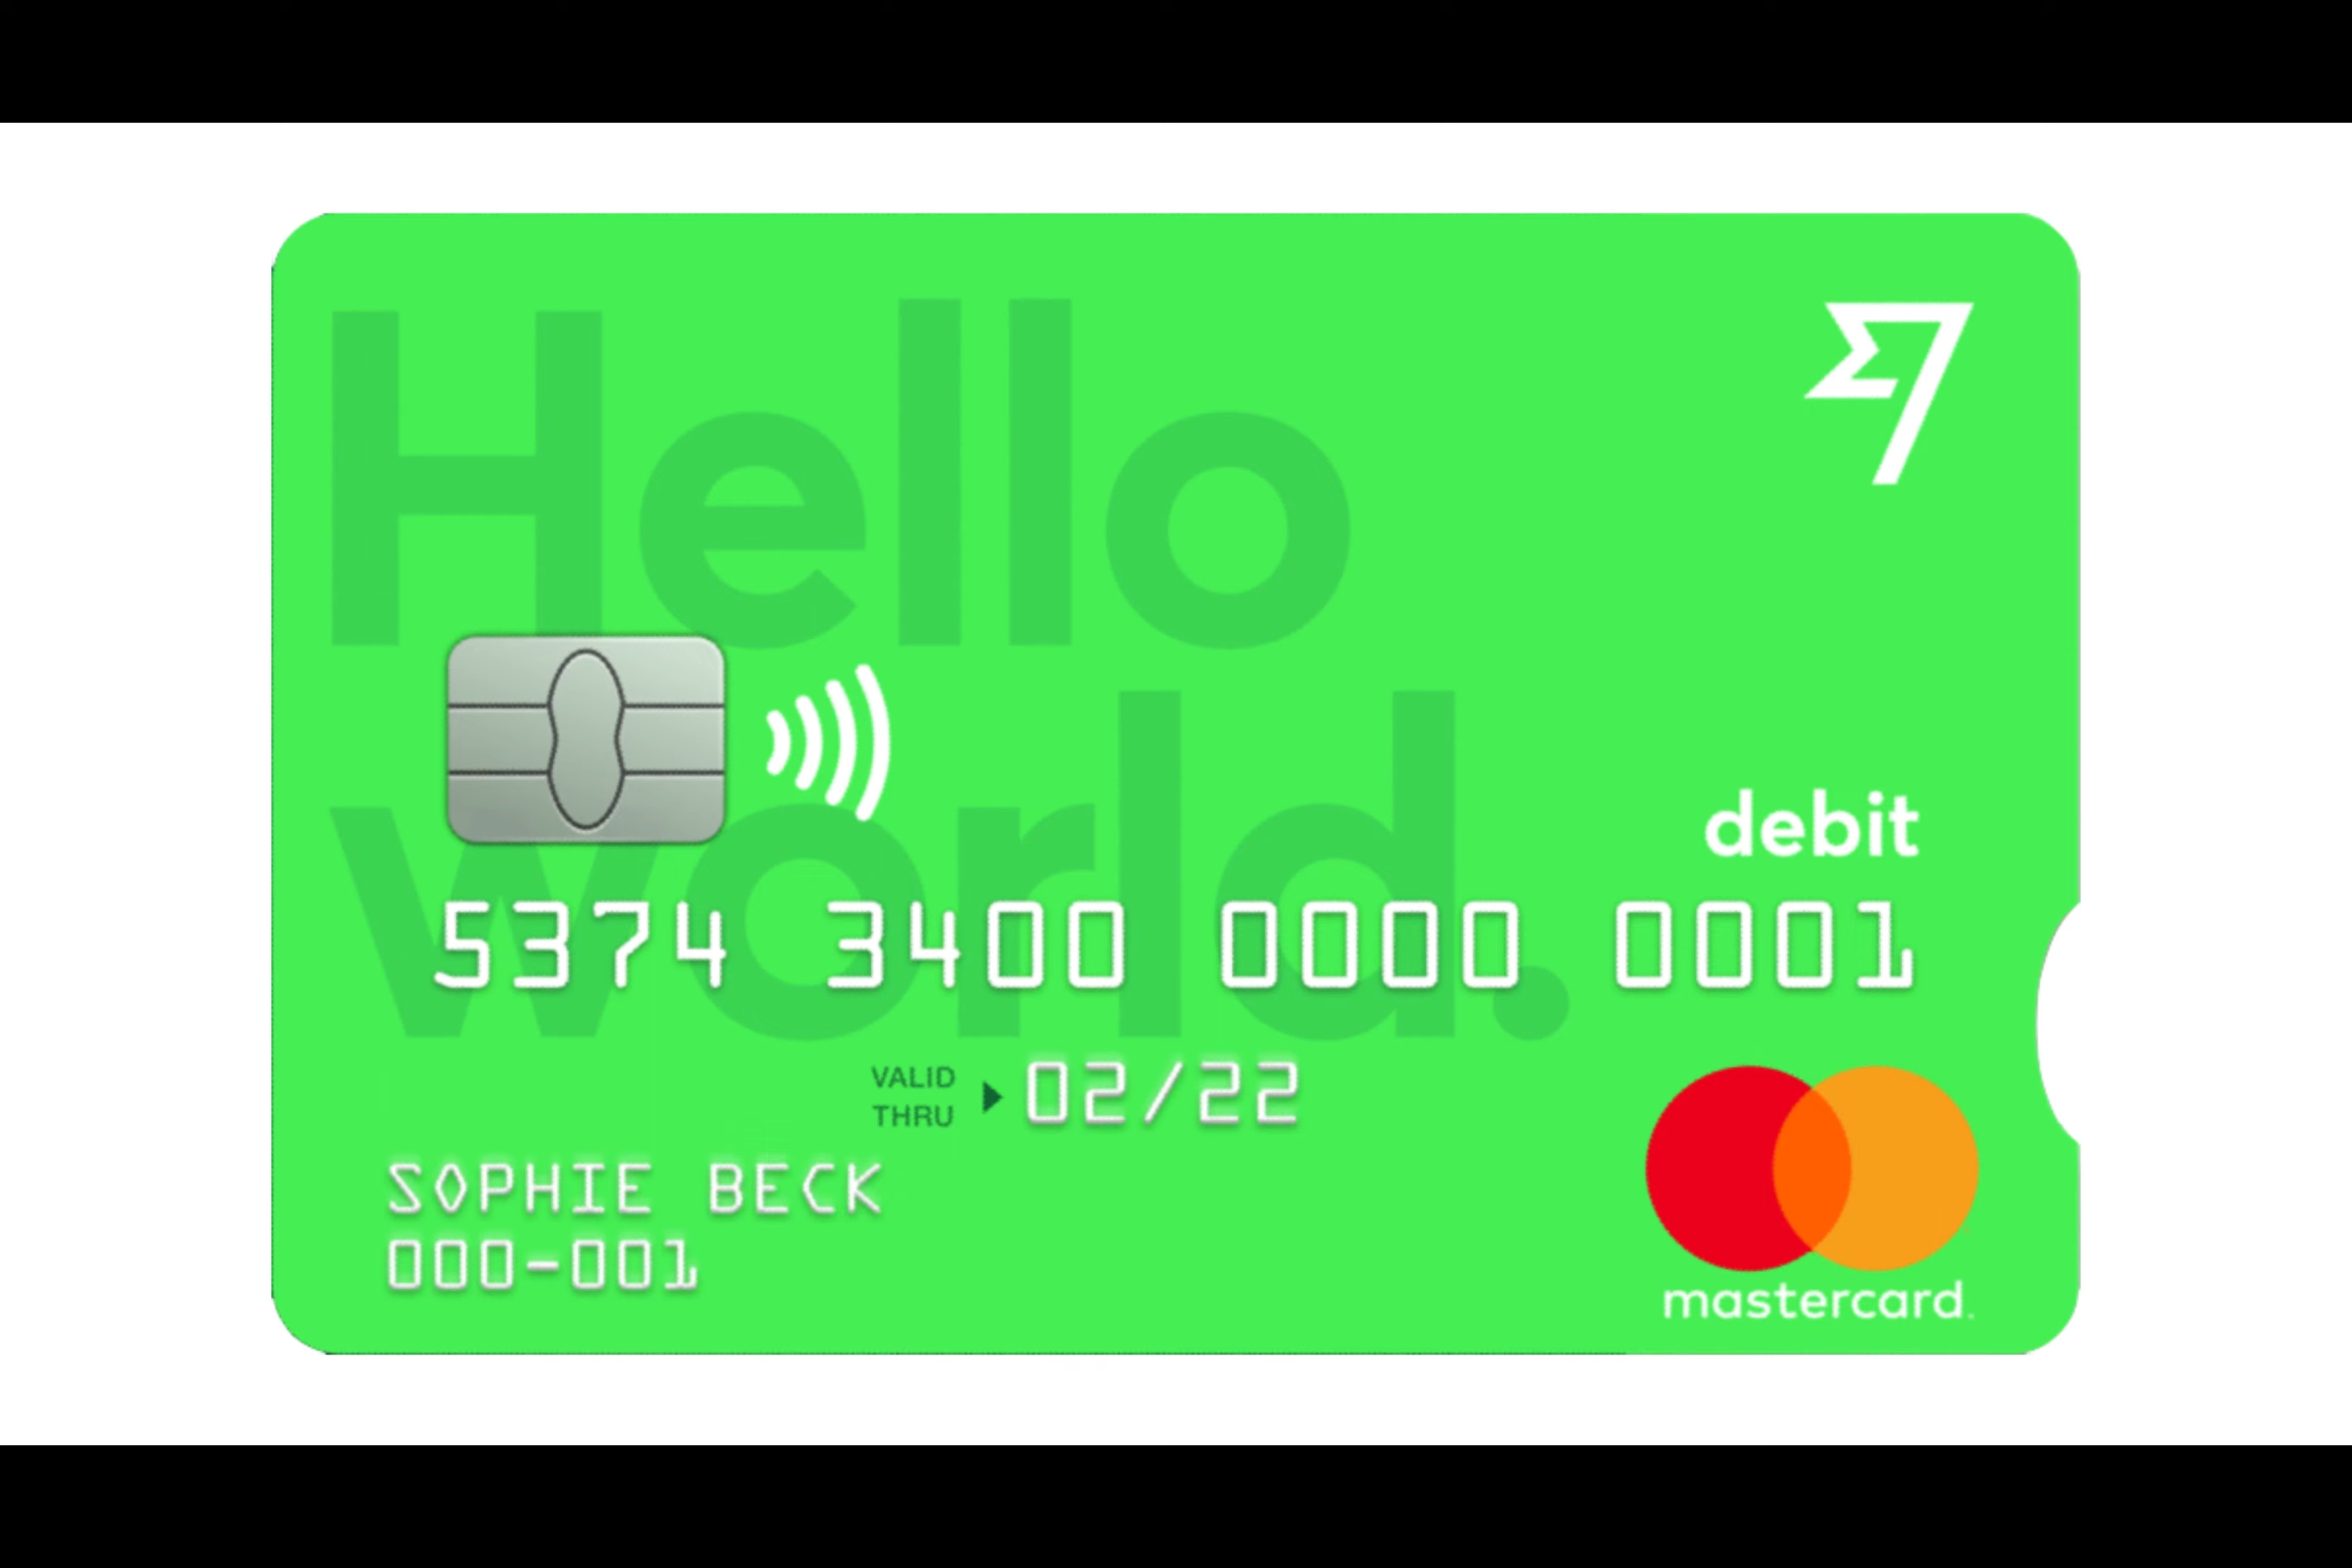 Hello
world.
debit
5374 3400 0000 0001
VALID
THRU
02/22
SOPHIE BECK
000-001
mastercard.